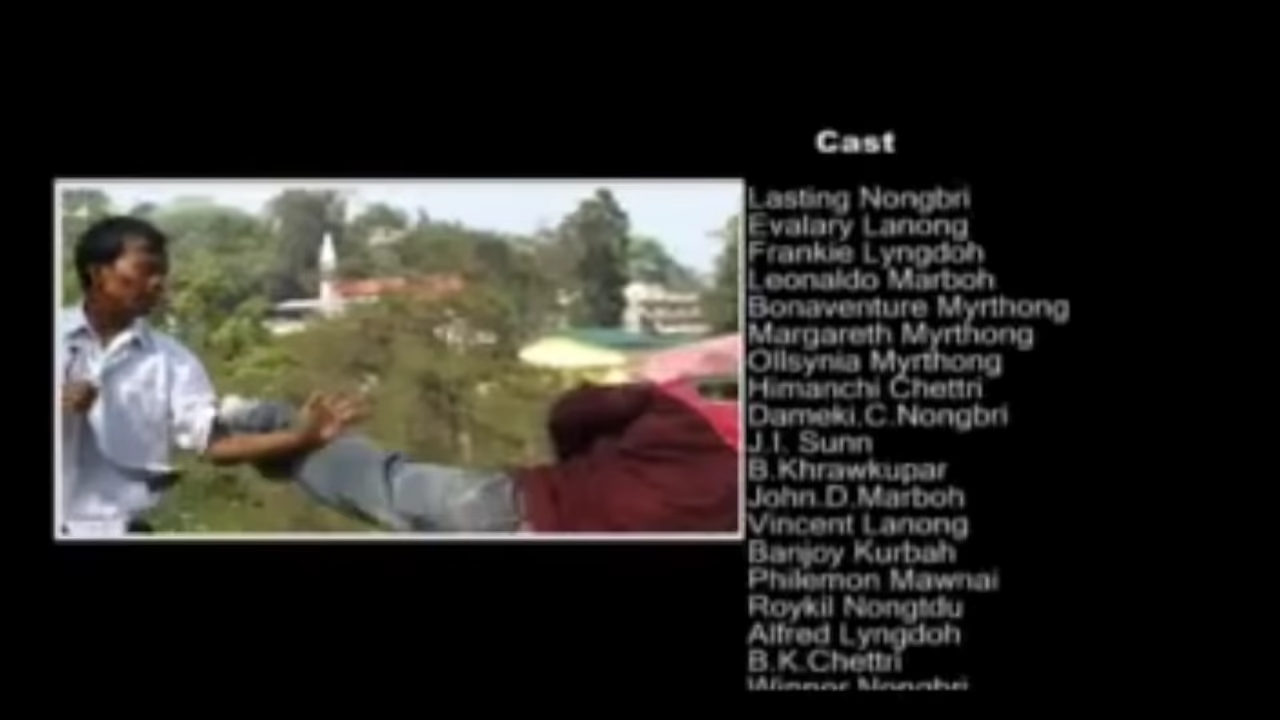 Cast
Lasting Nongbri
Evalary Lanong
Frankie Lyngdoh
Leonaldo Marboh
Bonaventure Myrthong
Margareth Myrthong
Ollsynia Myrthong
Himanchi Chettri
Dameki.C.Nongbri
J.I. Sunn
B.Khrawkupar
John.D.Marboh
Vincent Lanong
Banjoy Kurbah
Philemon Mawnai
Roykil Nongtdu
Alfred Lyngdoh
B.K.Chettri
Nongbri